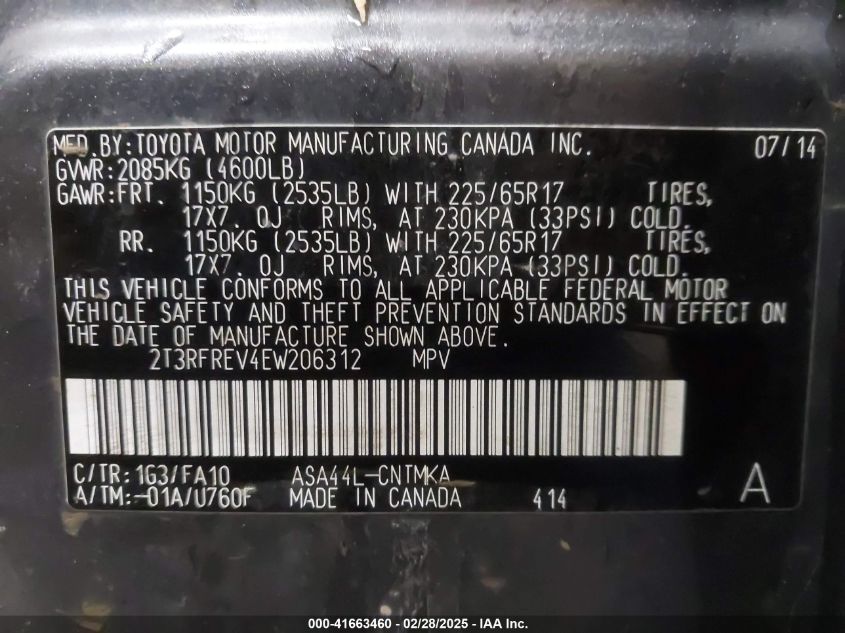 MFD. BY: TOYOTA MOTOR MANUFACTURING CANADA INC. 07/14
GVWR: 2085KG (4600LB)
GAWR: FRT. 1150KG (2535LB) WITH 225/65R17 TIRES,
17X7. 0J RIMS, AT 230KPA (33PSI) COLD.
RR. 1150KG (2535LB) WITH 225/65R17 TIRES,
17X7. 0J RIMS, AT 230KPA (33PSI) COLD.
THIS VEHICLE CONFORMS TO ALL APPLICABLE FEDERAL MOTOR
VEHICLE SAFETY AND THEFT PREVENTION STANDARDS IN EFFECT ON
THE DATE OF MANUFACTURE SHOWN ABOVE.
2T3RFREV4EW206312 MPV
C/TR: 1G3/FA10 ASA44L-CNTMKA A
A/TM: -01A/U760F MADE IN CANADA 414
000-41663460 - 02/28/2025 - IAA Inc.